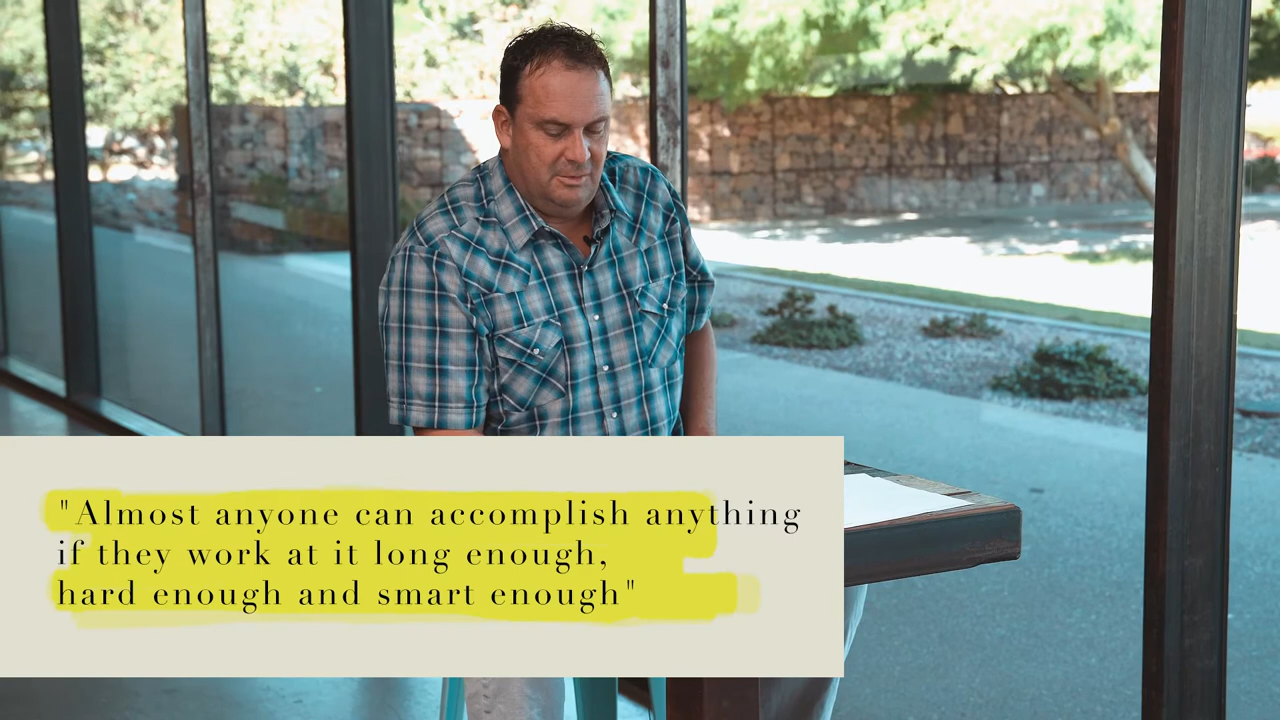 "Almost anyone can accomplish anything
if they work at it long enough,
hard enough and smart enough"